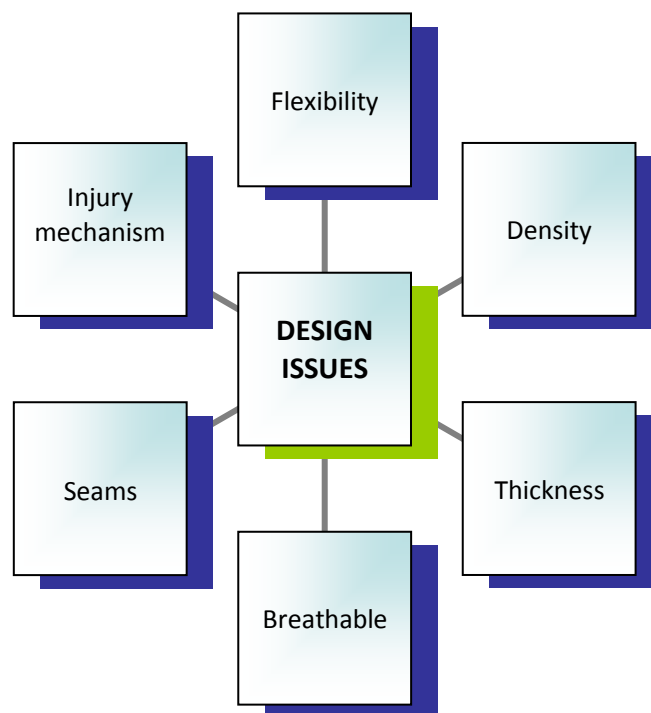 Flexibility
Injury
mechanism
Density
DESIGN
ISSUES
Seams
Thickness
Breathable